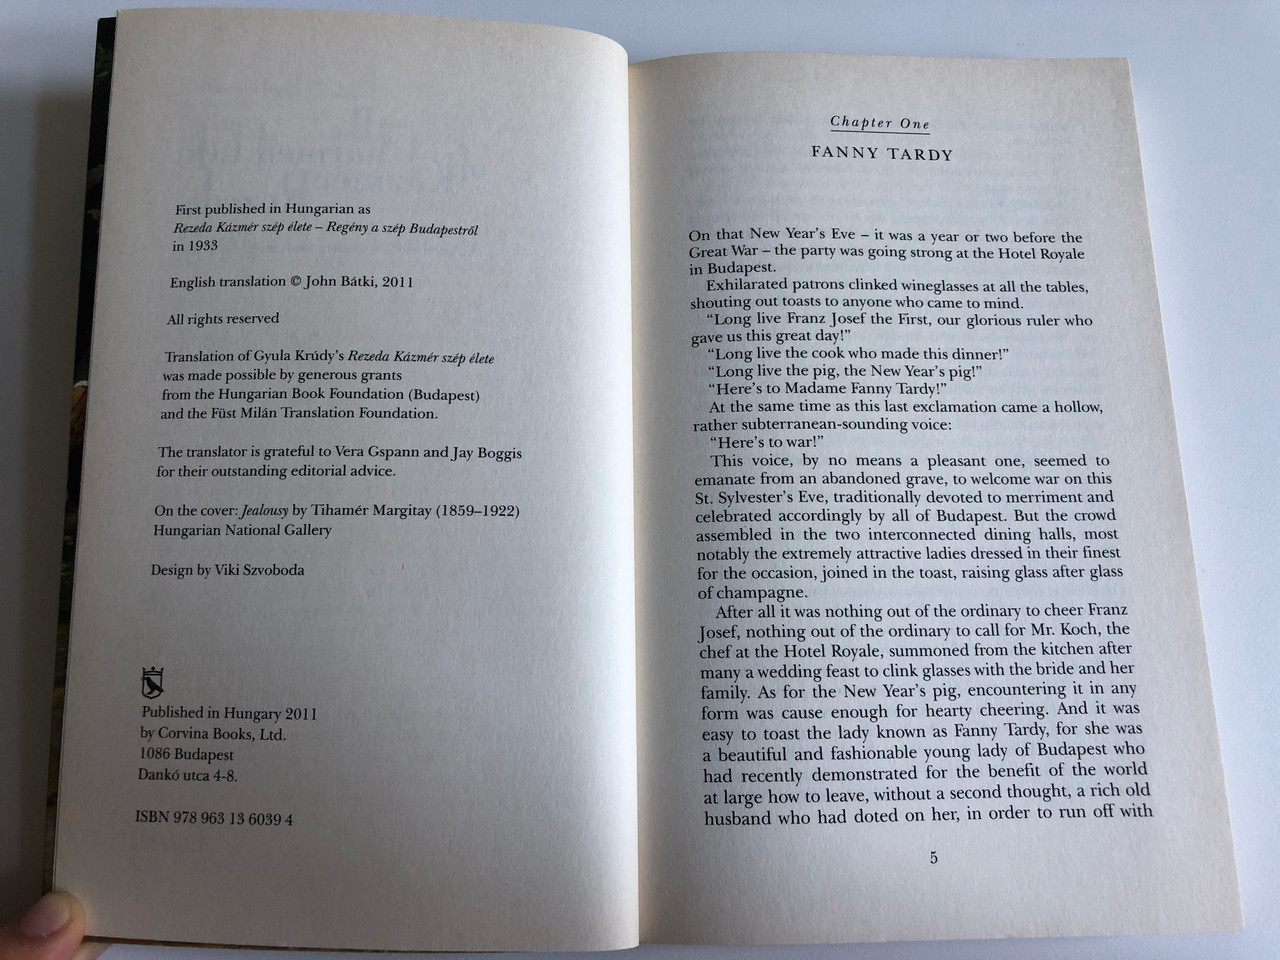 First published in Hungarian as
Rezeda Kázmér szép élete – Regény a szép Budapestről
in 1933
English translation © John Bátki, 2011
All rights reserved
Translation of Gyula Krúdy's Rezeda Kázmér szép élete
was made possible by generous grants
from the Hungarian Book Foundation (Budapest)
and the Füst Milán Translation Foundation.
The translator is grateful to Vera Gspann and Jay Boggis
for their outstanding editorial advice.
On the cover: Jealousy by Tihamér Margitay (1859–1922)
Hungarian National Gallery
Design by Viki Szvoboda
Published in Hungary 2011
by Corvina Books, Ltd.
1086 Budapest
Dankó utca 4-8.
ISBN 978 963 13 6039 4
Chapter One
FANNY TARDY
On that New Year's Eve – it was a year or two before the
Great War – the party was going strong at the Hotel Royale
in Budapest.
Exhilarated patrons clinked wineglasses at all the tables,
shouting out toasts to anyone who came to mind.
“Long live Franz Josef the First, our glorious ruler who
gave us this great day!”
“Long live the cook who made this dinner!”
“Long live the pig, the New Year's pig!”
“Here's to Madame Fanny Tardy!”
At the same time as this last exclamation came a hollow,
rather subterranean-sounding voice:
“Here's to war!”
This voice, by no means a pleasant one, seemed to
emanate from an abandoned grave, to welcome war on this
St. Sylvester's Eve, traditionally devoted to merriment and
celebrated accordingly by all of Budapest. But the crowd
assembled in the two interconnected dining halls, most
notably the extremely attractive ladies dressed in their finest
for the occasion, joined in the toast, raising glass after glass
of champagne.
After all it was nothing out of the ordinary to cheer Franz
Josef, nothing out of the ordinary to call for Mr. Koch, the
chef at the Hotel Royale, summoned from the kitchen after
many a wedding feast to clink glasses with the bride and her
family. As for the New Year's pig, encountering it in any
form was cause enough for hearty cheering. And it was
easy to toast the lady known as Fanny Tardy, for she was
a beautiful and fashionable young lady of Budapest who
had recently demonstrated for the benefit of the world
at large how to leave, without a second thought, a rich old
husband who had doted on her, in order to run off with
5